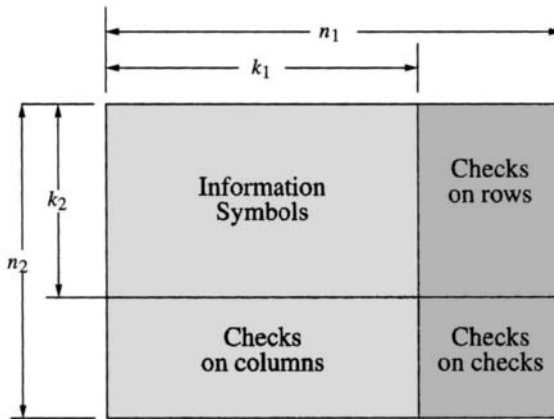 n1
k1
Information
Symbols
Checks
on rows
k2
n2
Checks
on columns
Checks
on checks